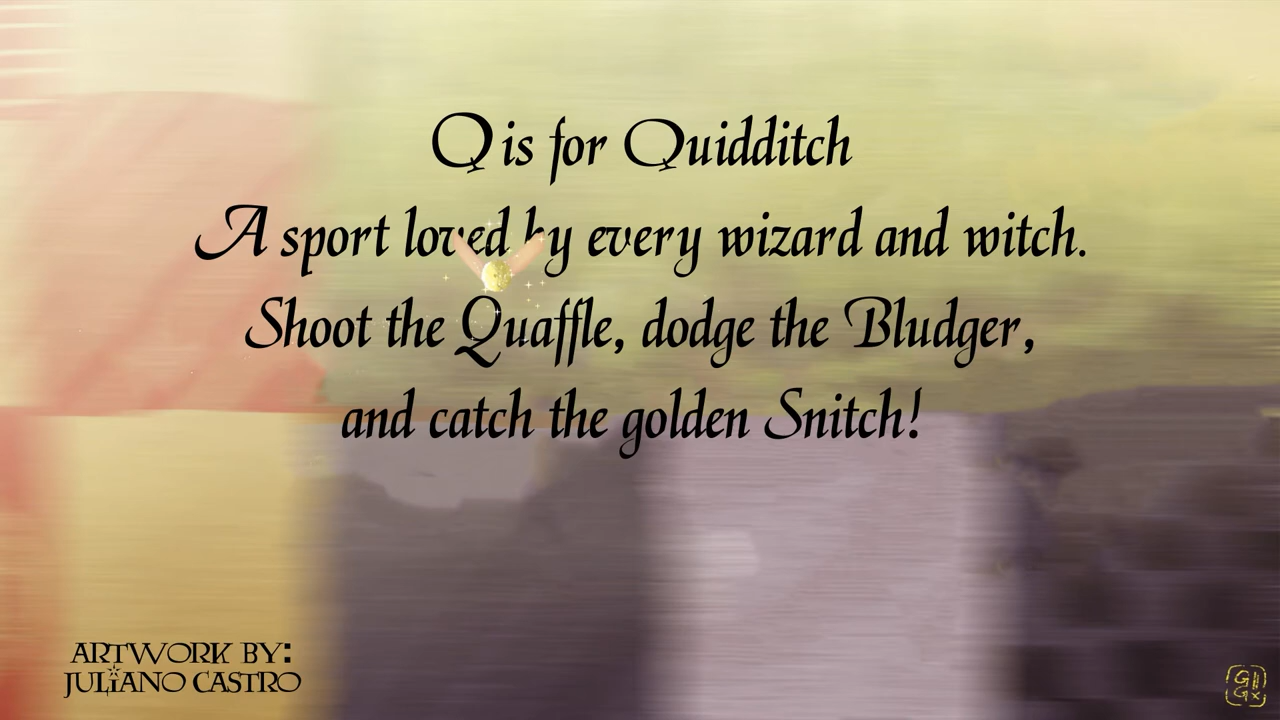 Q is for Quidditch
A sport loved by every wizard and witch.
Shoot the Quaffle, dodge the Bludger,
and catch the golden Snitch!
ARTWORK BY:
JULIANO CASTRO